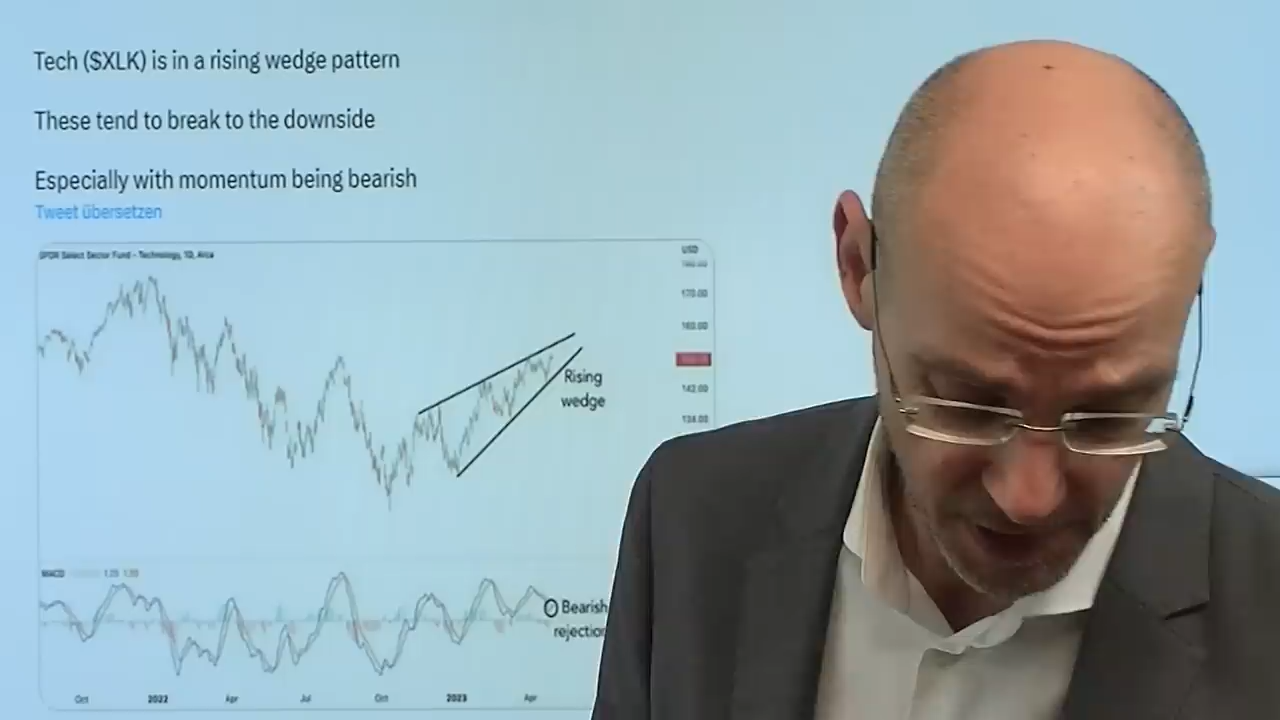 Tech ($XLK) is in a rising wedge pattern
These tend to break to the downside
Especially with momentum being bearish
Tweet übersetzen
SPDR Select Sector Fund - Technology, 1D, Arca
USD
170.00
160.00
142.00
134.00
Rising
wedge
MACD
Bearish
rejection
Oct 2022 Apr Jul Oct 2023 Apr